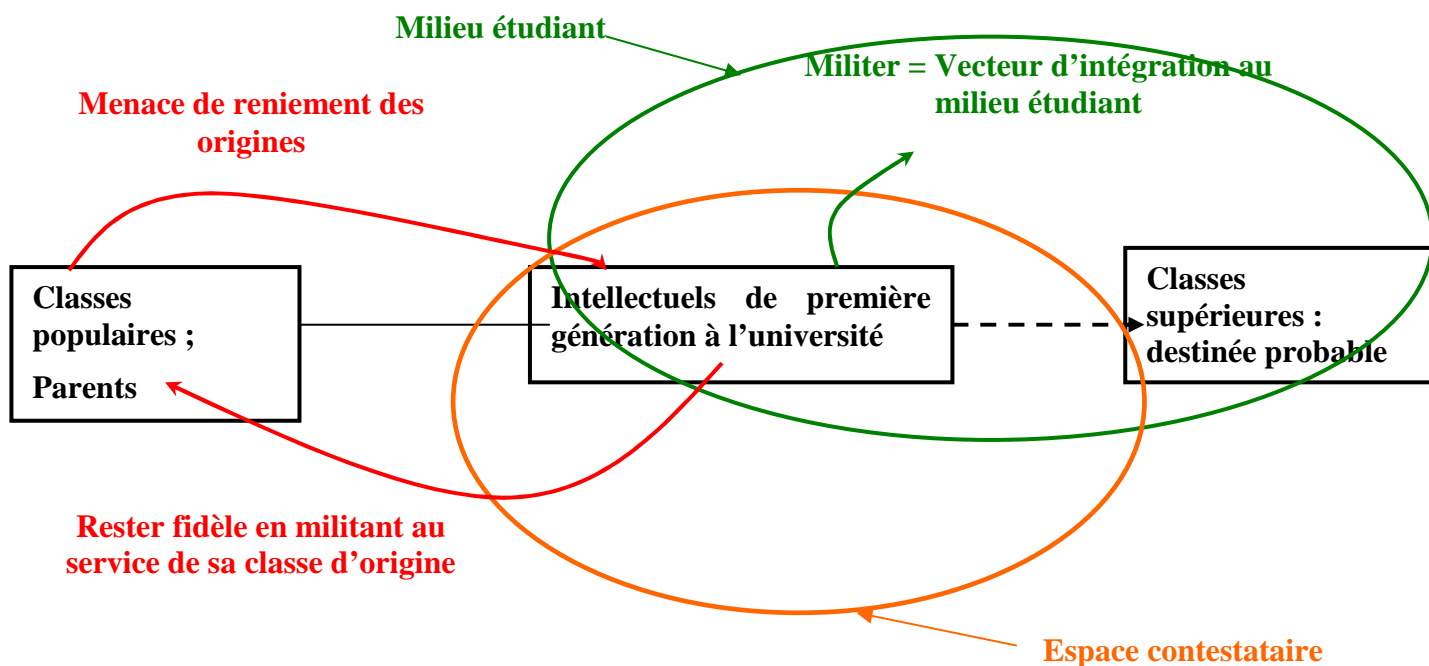 Milieu étudiant
Militer = Vecteur d’intégration au
milieu étudiant
Menace de reniement des
origines
Classes
populaires ;
Parents
Intellectuels de première
génération à l’université
Classes
supérieures :
destinée probable
Rester fidèle en militant au
service de sa classe d’origine
Espace contestataire